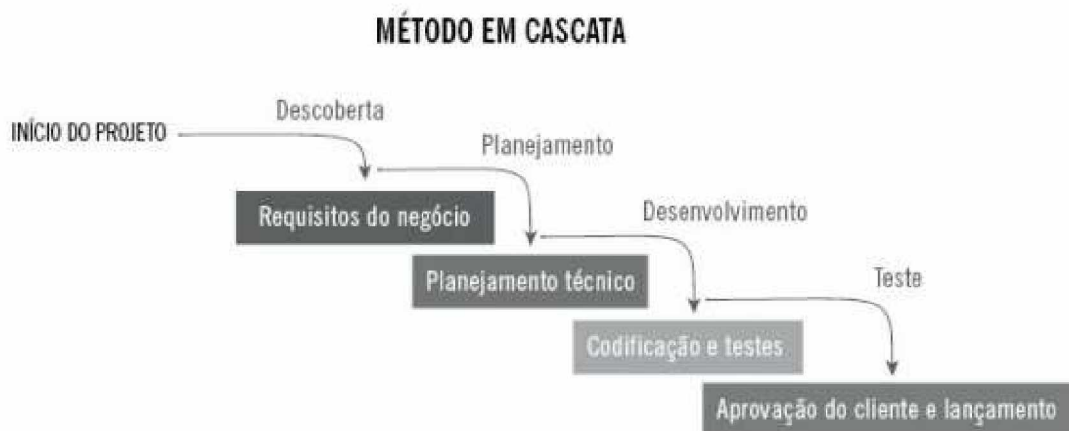 MÉTODO EM CASCATA
INÍCIO DO PROJETO
Descoberta
Requisitos do negócio
Planejamento
Planejamento técnico
Desenvolvimento
Codificação e testes
Teste
Aprovação do cliente e lançamento